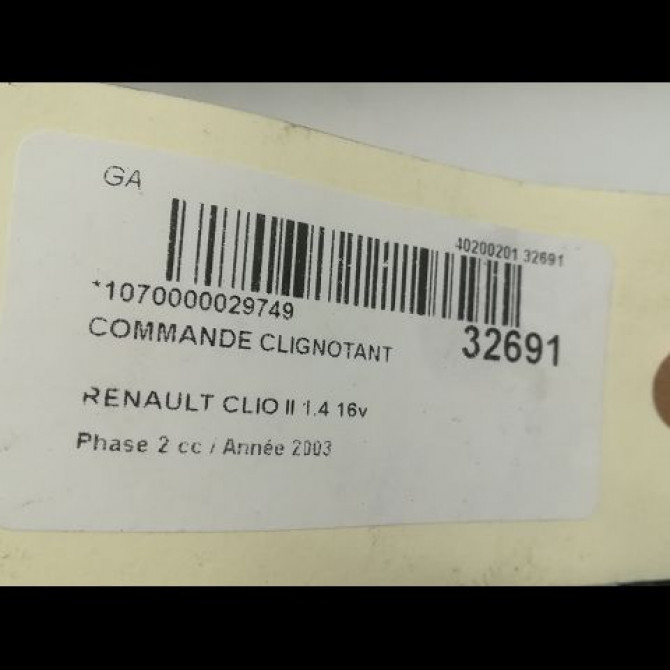 GA
40200201 32691
*1070000029749
32691
COMMANDE CLIGNOTANT
RENAULT CLIO II 1.4 16v
Phase 2 cc / Année 2003